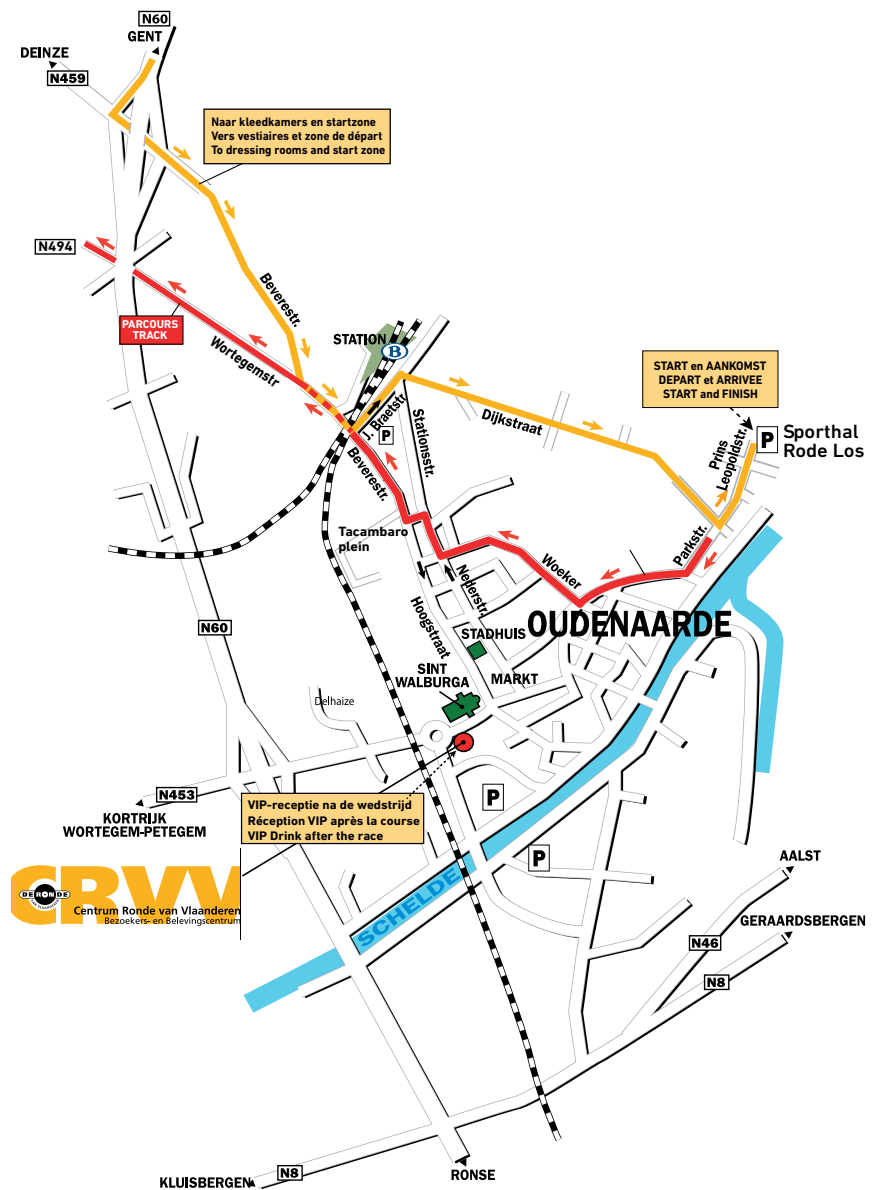 N60
GENT
DEINZE
N459
Naar kleedkamers en startzone
Vers vestiaires et zone de départ
To dressing rooms and start zone
N494
Beverestr.
PARCOURS
TRACK
Wortegemstr
STATION
B
J. Braetstr.
P
Stationsstr.
Dijkstraat
START en AANKOMST
DEPART et ARRIVEE
START and FINISH
P
Sporthal
Rode Los
Prins
Leopoldstr.
Parkstr.
Beverestr.
Tacambaro
plein
Woeker
Nederstr.
Hoogstraat
OUDENAARDE
STADHUIS
N60
SINT
WALBURGA
MARKT
Delhaize
N453
KORTRIJK
WORTEGEM-PETEGEM
VIP-receptie na de wedstrijd
Réception VIP après la course
VIP Drink after the race
P
P
CRVV
DE RONDE
VAN VLAANDEREN
Centrum Ronde van Vlaanderen
Bezoekers- en Belevingscentrum
SCHELDE
AALST
GERAARDSBERGEN
N46
N8
N8
KLUISBERGEN
RONSE